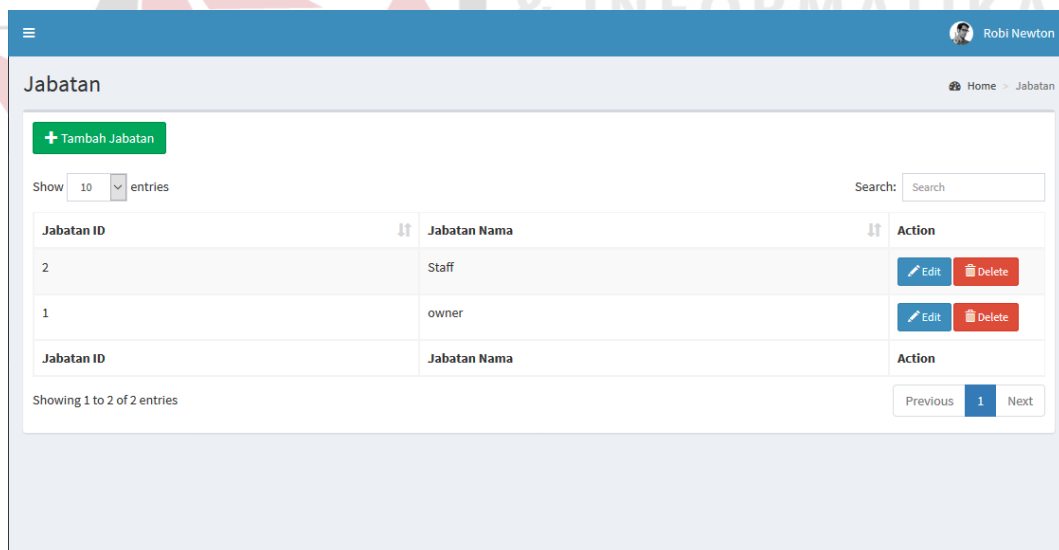 & INFORMATIKA
Robi Newton
Jabatan
Home > Jabatan
Tambah Jabatan
Show 10 entries
Search: Search
Jabatan ID Jabatan Nama Action
2 Staff Edit Delete
1 owner Edit Delete
Jabatan ID Jabatan Nama Action
Showing 1 to 2 of 2 entries
Previous 1 Next